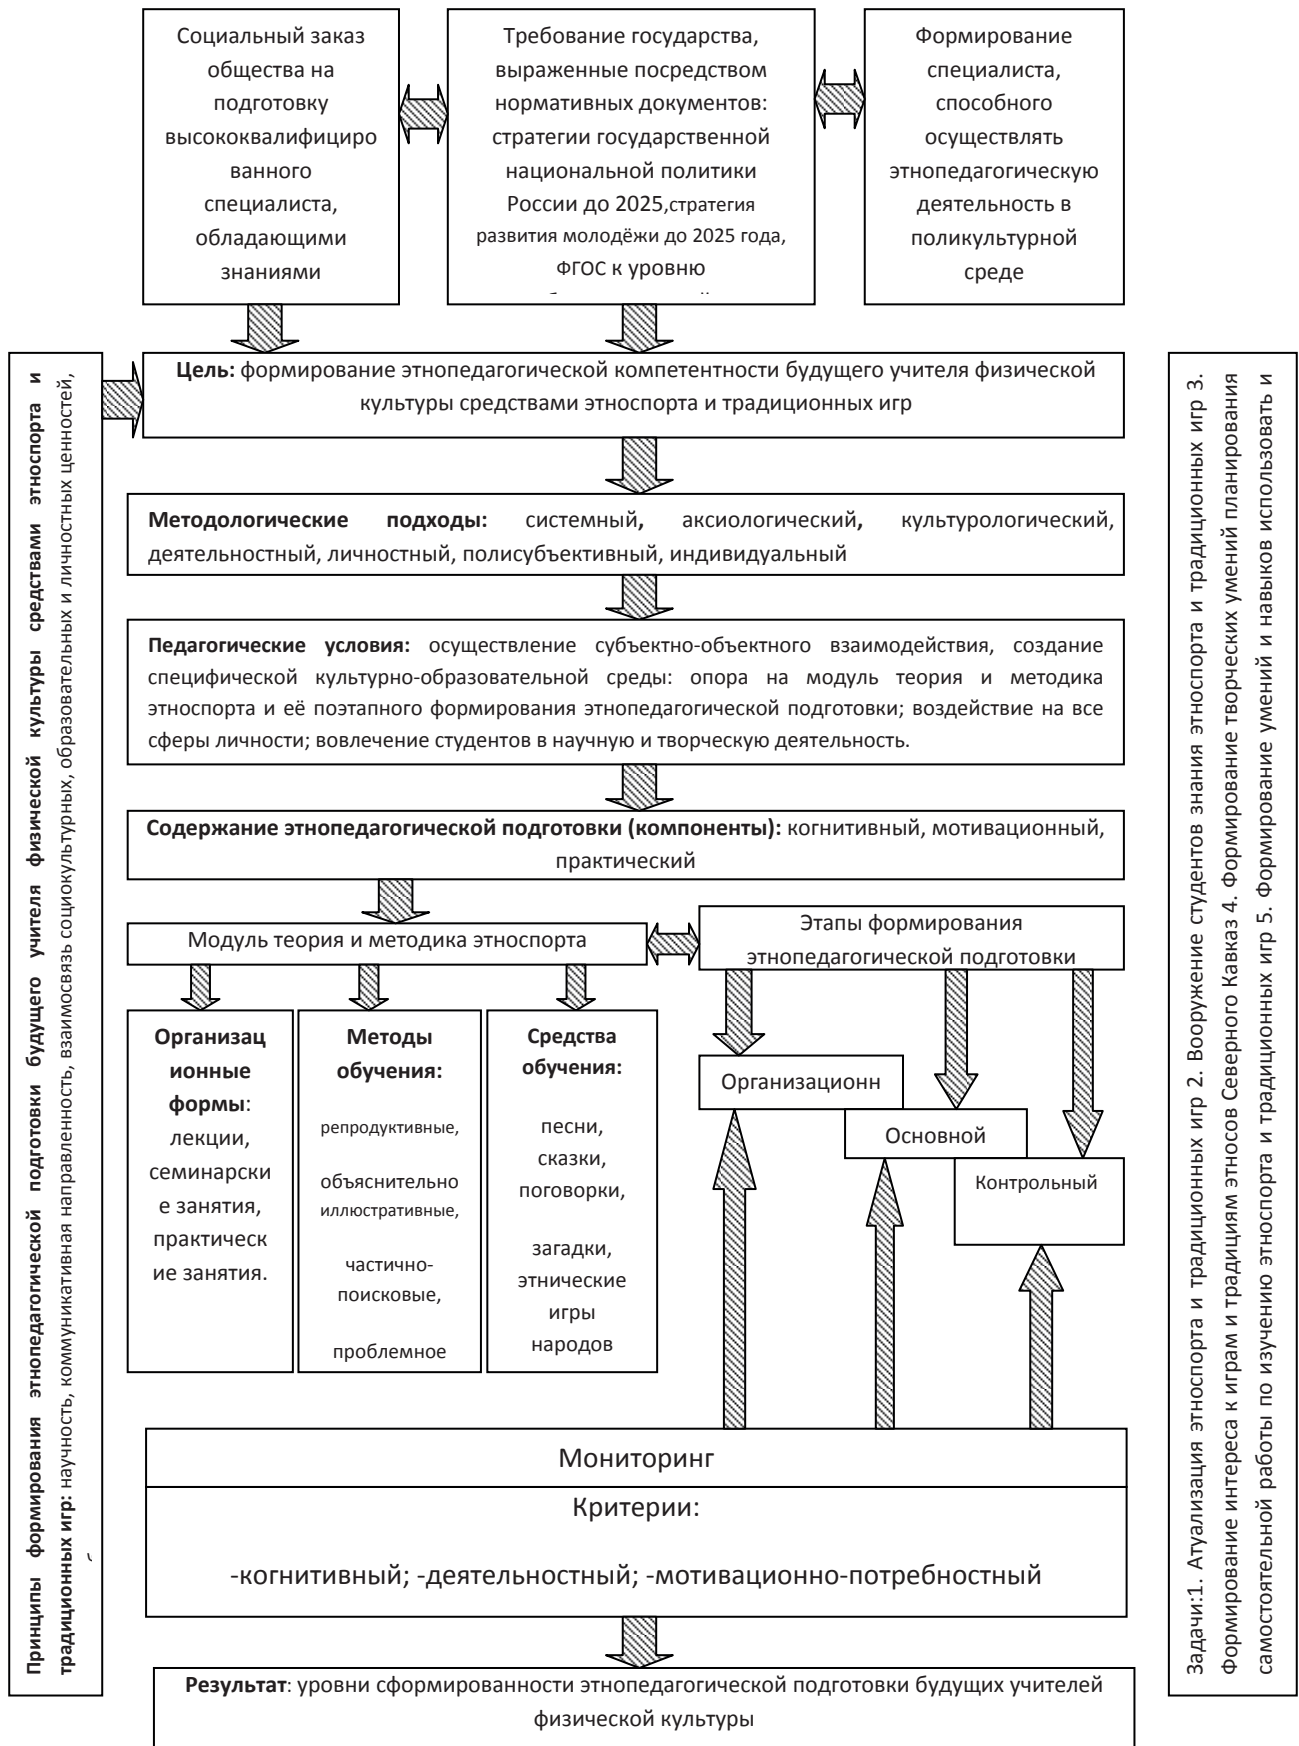 Социальный заказ
общества на
подготовку
высококвалифициро
ванного
специалиста,
обладающими
знаниями
Требование государства,
выраженные посредством
нормативных документов:
стратегии государственной
национальной политики
России до 2025,стратегия
развития молодёжи до 2025 года,
ФГОС к уровню
Формирование
специалиста,
способного
осуществлять
этнопедагогическую
деятельность в
поликультурной
среде
Принципы формирования этнопедагогической подготовки будущего учителя физической культуры средствами этноспорта и
традиционных игр: научность, коммуникативная направленность, взаимосвязь социокультурных, образовательных и личностных ценностей,
Цель: формирование этнопедагогической компетентности будущего учителя физической
культуры средствами этноспорта и традиционных игр
Методологические подходы: системный, аксиологический, культурологический,
деятельностный, личностный, полисубъективный, индивидуальный
Педагогические условия: осуществление субъектно-объектного взаимодействия, создание
специфической культурно-образовательной среды: опора на модуль теория и методика
этноспорта и её поэтапного формирования этнопедагогической подготовки; воздействие на все
сферы личности; вовлечение студентов в научную и творческую деятельность.
Содержание этнопедагогической подготовки (компоненты): когнитивный, мотивационный,
практический
Модуль теория и методика этноспорта
Этапы формирования
этнопедагогической подготовки
Организац
ионные
формы:
лекции,
семинарски
е занятия,
практическ
ие занятия.
Методы
обучения:
репродуктивные,
объяснительно
иллюстративные,
частично-
поисковые,
проблемное
Средства
обучения:
песни,
сказки,
поговорки,
загадки,
этнические
игры
народов
Организационн
Основной
Контрольный
Мониторинг
Критерии:
-когнитивный; -деятельностный; -мотивационно-потребностный
Результат: уровни сформированности этнопедагогической подготовки будущих учителей
физической культуры
Задачи:1. Атуализация этноспорта и традиционных игр 2. Вооружение студентов знания этноспорта и традиционных игр 3.
Формирование интереса к играм и традициям этносов Северного Кавказ 4. Формирование творческих умений планирования
самостоятельной работы по изучению этноспорта и традиционных игр 5. Формирование умений и навыков использовать и